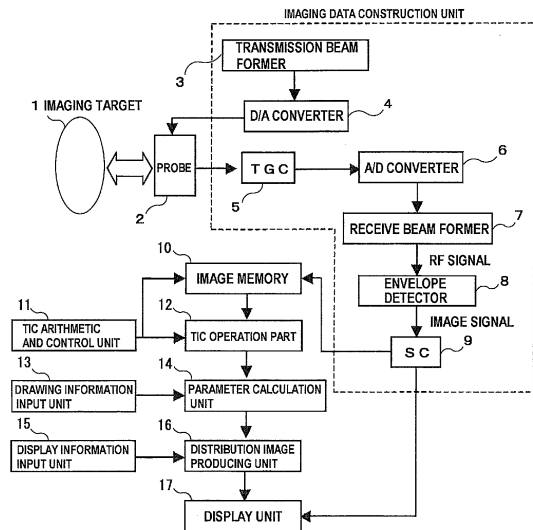 IMAGING DATA CONSTRUCTION UNIT
TRANSMISSION BEAM
FORMER
3
4
1 IMAGING TARGET
D/A CONVERTER
6
PROBE
TGC
A/D CONVERTER
2
5
7
RECEIVE BEAM FORMER
10
RF SIGNAL
8
IMAGE MEMORY
ENVELOPE
DETECTOR
11
12
IMAGE SIGNAL
9
TIC ARITHMETIC
AND CONTROL UNIT
TIC OPERATION PART
SC
13
14
DRAWING INFORMATION
INPUT UNIT
PARAMETER CALCULATION
UNIT
15
16
DISPLAY INFORMATION
INPUT UNIT
DISTRIBUTION IMAGE
PRODUCING UNIT
17
DISPLAY UNIT